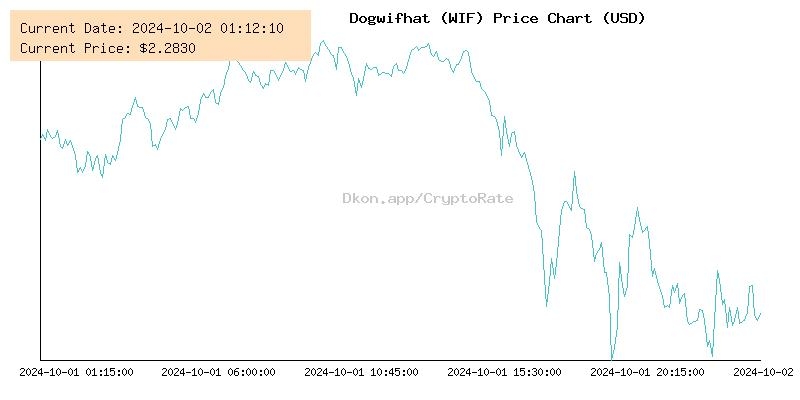 Dogwifhat (WIF) Price Chart (USD)
Current Date: 2024-10-02 01:12:10
Current Price: $2.2830
Dkon.app/CryptoRate
2024-10-01 01:15:00 2024-10-01 06:00:00 2024-10-01 10:45:00 2024-10-01 15:30:00 2024-10-01 20:15:00 2024-10-02